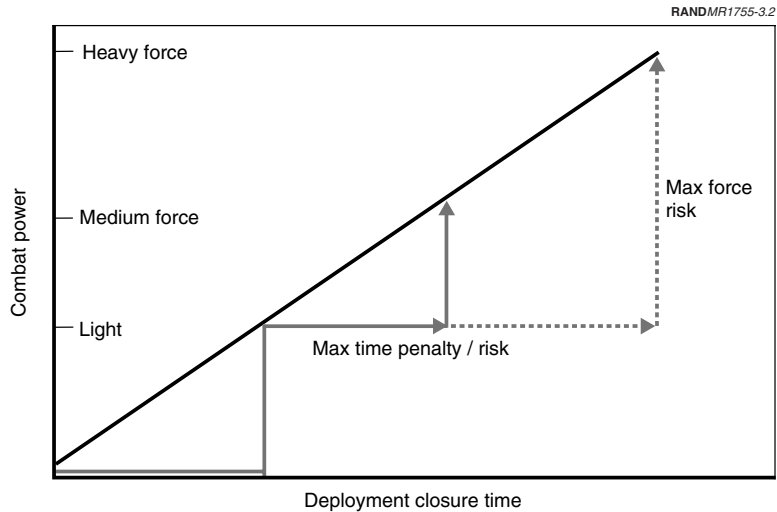 RANDMR1755-3.2
Heavy force
Max force
risk
Medium force
Combat power
Light
Max time penalty / risk
Deployment closure time